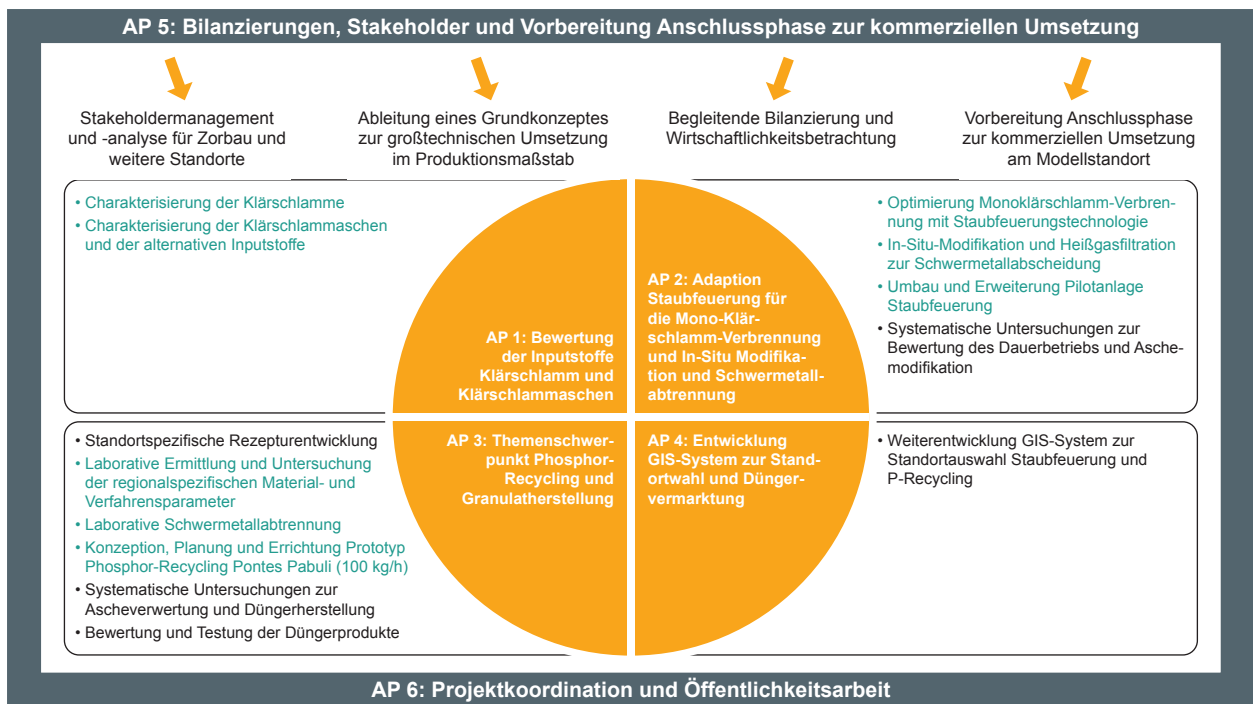 AP 5: Bilanzierungen, Stakeholder und Vorbereitung Anschlussphase zur kommerziellen Umsetzung
Stakeholdermanagement
und -analyse für Zorbau und
weitere Standorte
Ableitung eines Grundkonzeptes
zur großtechnischen Umsetzung
im Produktionsmaßstab
Begleitende Bilanzierung und
Wirtschaftlichkeitsbetrachtung
Vorbereitung Anschlussphase
zur kommerziellen Umsetzung
am Modellstandort
• Charakterisierung der Klärschlamme
• Charakterisierung der Klärschlammaschen
und der alternativen Inputstoffe
AP 1: Bewertung
der Inputstoffe
Klärschlamm und
Klärschlammaschen
AP 2: Adaption
Staubfeuerung für
die Mono-Klär-
schlamm-Verbrennung
und In-Situ Modifika-
tion und Schwermetall-
abtrennung
• Optimierung Monoklärschlamm-Verbren-
nung mit Staubfeuerungstechnologie
• In-Situ-Modifikation und Heißgasfiltration
zur Schwermetallabscheidung
• Umbau und Erweiterung Pilotanlage
Staubfeuerung
• Systematische Untersuchungen zur
Bewertung des Dauerbetriebs und Asche-
modifikation
• Standortspezifische Rezepturentwicklung
• Laborative Ermittlung und Untersuchung
der regionalspezifischen Material- und
Verfahrensparameter
• Laborative Schwermetallabtrennung
• Konzeption, Planung und Errichtung Prototyp
Phosphor-Recycling Pontes Pabuli (100 kg/h)
• Systematische Untersuchungen zur
Ascheverwertung und Düngerherstellung
• Bewertung und Testung der Düngerprodukte
AP 3: Themenschwer-
punkt Phosphor-
Recycling und
Granulatherstellung
AP 4: Entwicklung
GIS-System zur Stand-
ortwahl und Dünger-
vermarktung
• Weiterentwicklung GIS-System zur
Standortauswahl Staubfeuerung und
P-Recycling
AP 6: Projektkoordination und Öffentlichkeitsarbeit